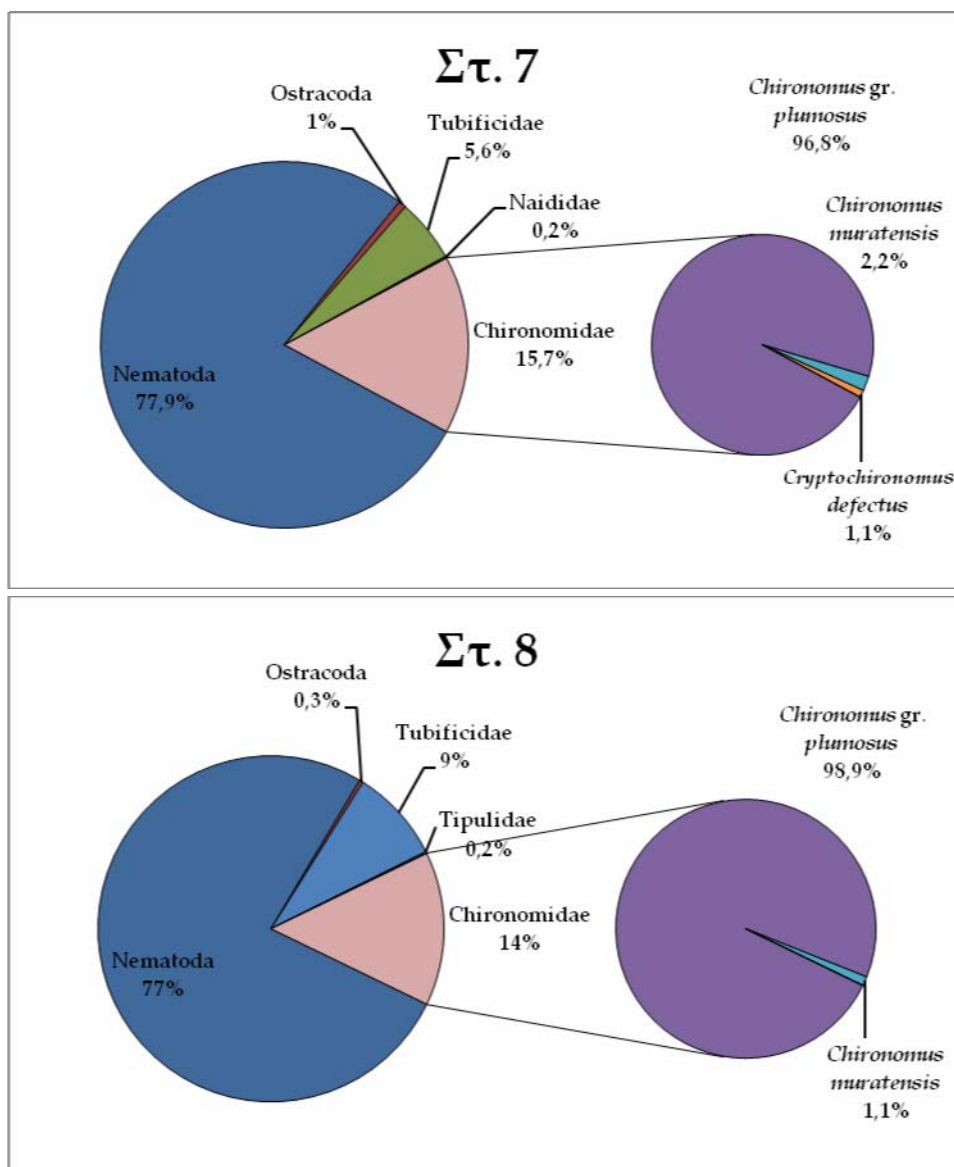 Στ. 7
Ostracoda
1%
Tubificidae
5,6%
Naididae
0,2%
Chironomidae
15,7%
Nematoda
77,9%
Chironomus gr.
plumosus
96,8%
Chironomus
muratensis
2,2%
Cryptochironomus
defectus
1,1%
Στ. 8
Ostracoda
0,3%
Tubificidae
9%
Tipulidae
0,2%
Chironomidae
14%
Nematoda
77%
Chironomus gr.
plumosus
98,9%
Chironomus
muratensis
1,1%